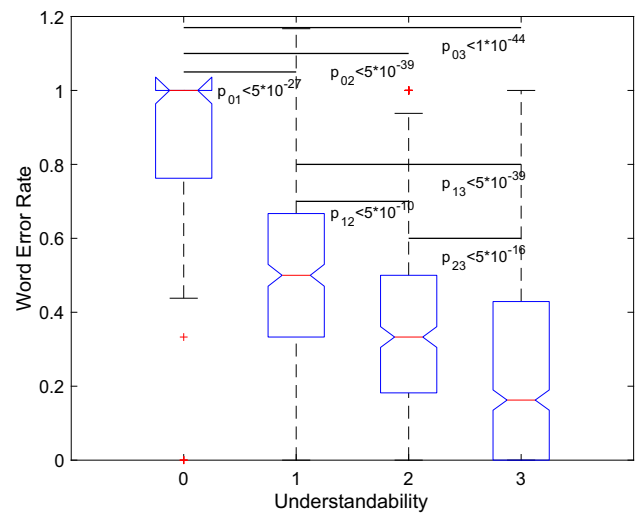 1.2
1
0.8
0.6
0.4
0.2
0
Word Error Rate
p03<1*10-44
p02<5*10-39
p01<5*10-27
p13<5*10-39
p12<5*10-10
p23<5*10-16
0 1 2 3
Understandability